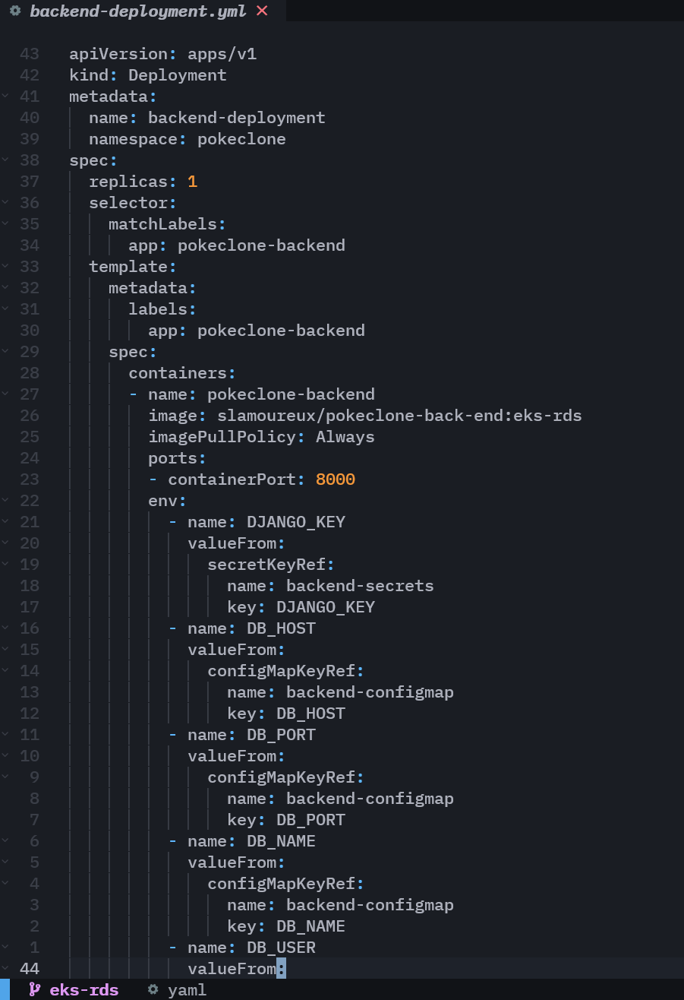 backend-deployment.yml ✕
43 apiVersion: apps/v1
42 kind: Deployment
41 metadata:
40   name: backend-deployment
39   namespace: pokeclone
38 spec:
37   replicas: 1
36   selector:
35     matchLabels:
34       app: pokeclone-backend
33   template:
32     metadata:
31       labels:
30         app: pokeclone-backend
29     spec:
28       containers:
27       - name: pokeclone-backend
26         image: slamoureux/pokeclone-back-end:eks-rds
25         imagePullPolicy: Always
24         ports:
23         - containerPort: 8000
22         env:
21           - name: DJANGO_KEY
20             valueFrom:
19               secretKeyRef:
18                 name: backend-secrets
17                 key: DJANGO_KEY
16           - name: DB_HOST
15             valueFrom:
14               configMapKeyRef:
13                 name: backend-configmap
12                 key: DB_HOST
11           - name: DB_PORT
10             valueFrom:
9               configMapKeyRef:
8                 name: backend-configmap
7                 key: DB_PORT
6           - name: DB_NAME
5             valueFrom:
4               configMapKeyRef:
3                 name: backend-configmap
2                 key: DB_NAME
1           - name: DB_USER
44             valueFrom:
eks-rds yaml